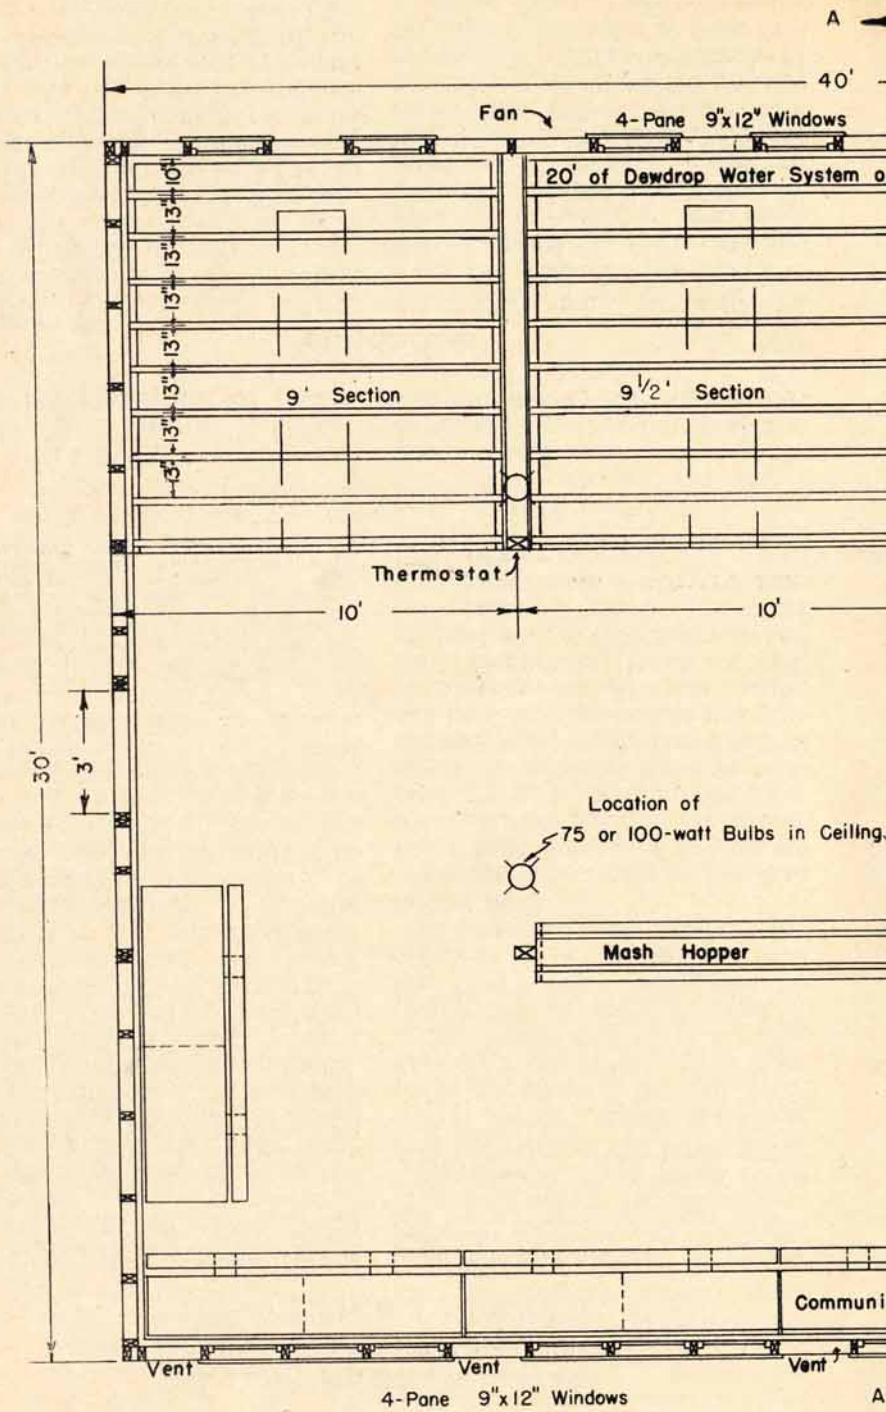 A
40'
Fan
4-Pane 9"x12" Windows
20' of Dewdrop Water System o
10"
13"
13"
13"
13"
13"
13"
13"
9' Section
9 1/2' Section
Thermostat
10'
10'
30'
3'
Location of
75 or 100-watt Bulbs in Ceiling.
Mash Hopper
Communi
Vent
Vent
Vent
4-Pane 9"x12" Windows
A